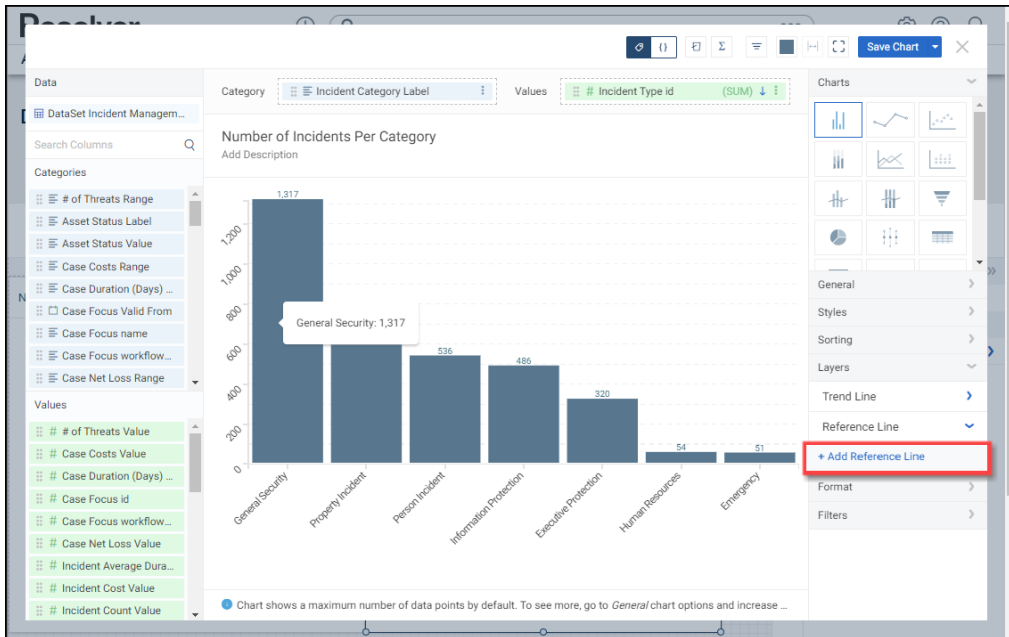 Resolver
Save Chart
Data
DataSet Incident Managem...
Search Columns
Categories
# of Threats Range
Asset Status Label
Asset Status Value
Case Costs Range
Case Duration (Days) ...
Case Focus Valid From
Case Focus name
Case Focus workflow...
Case Net Loss Range
Values
# # of Threats Value
# Case Costs Value
# Case Duration (Days) ...
# Case Focus id
# Case Focus workflow...
# Case Net Loss Value
# Incident Average Dura...
# Incident Cost Value
# Incident Count Value
Category
Incident Category Label
Values
# Incident Type id (SUM)
Number of Incidents Per Category
Add Description
1,317
1,200
1,000
800
600
400
200
0
General Security: 1,317
536
486
320
54
51
General Security
Property Incident
Person Incident
Information Protection
Executive Protection
Human Resources
Emergency
Chart shows a maximum number of data points by default. To see more, go to General chart options and increase ...
Charts
General
Styles
Sorting
Layers
Trend Line
Reference Line
+ Add Reference Line
Format
Filters